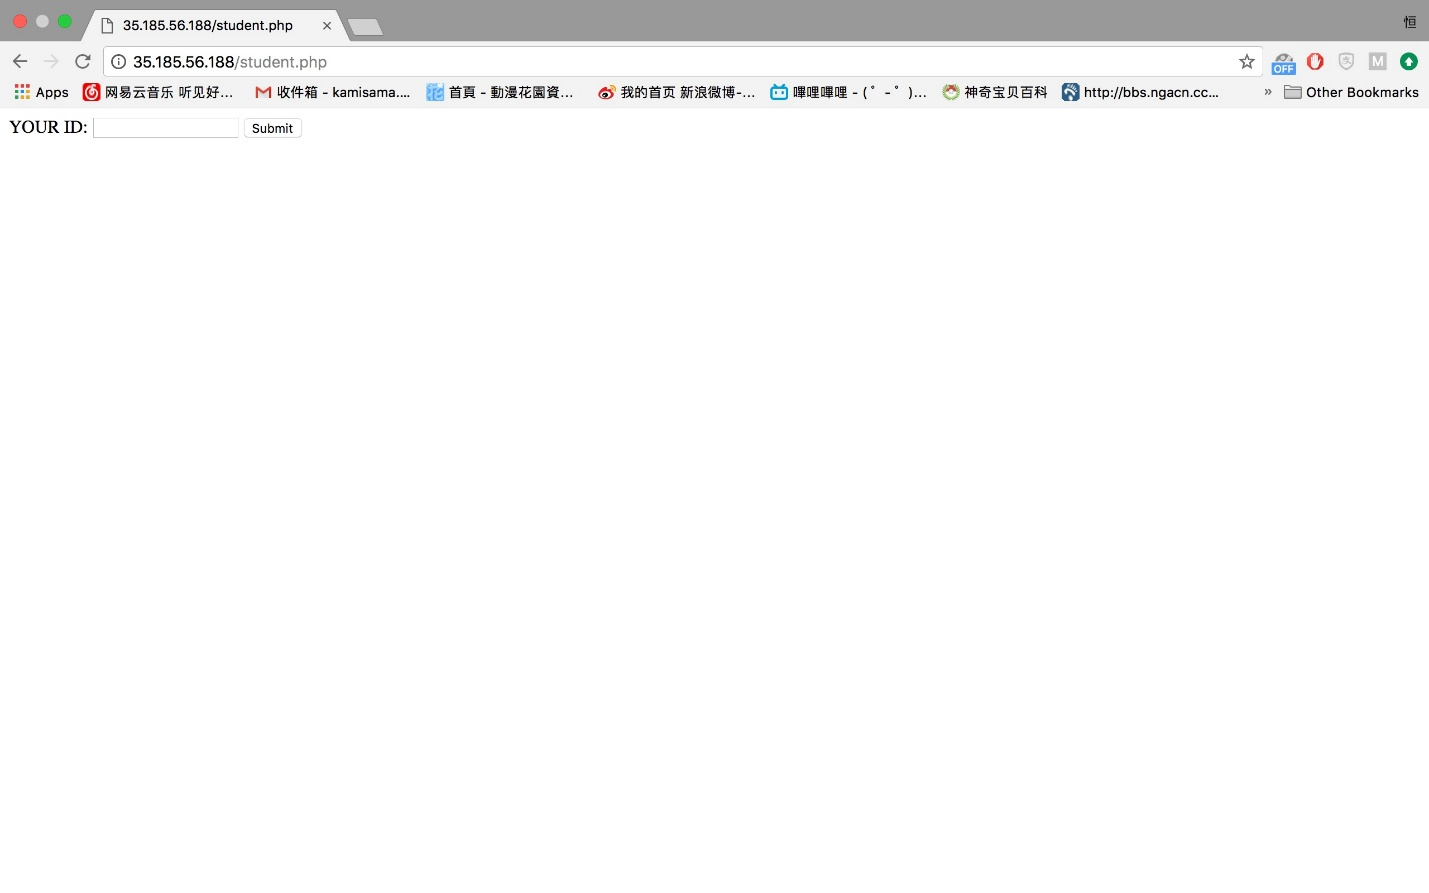 35.185.56.188/student.php
恒
35.185.56.188/student.php
OFF
M
Apps 网易云音乐 听见好... 收件箱 - kamisama.... 首頁 - 動漫花園資... 我的首页 新浪微博-... 嗶哩嗶哩 - ( ゜- ゜)... 神奇宝贝百科 http://bbs.ngacn.cc... » Other Bookmarks
YOUR ID: Submit